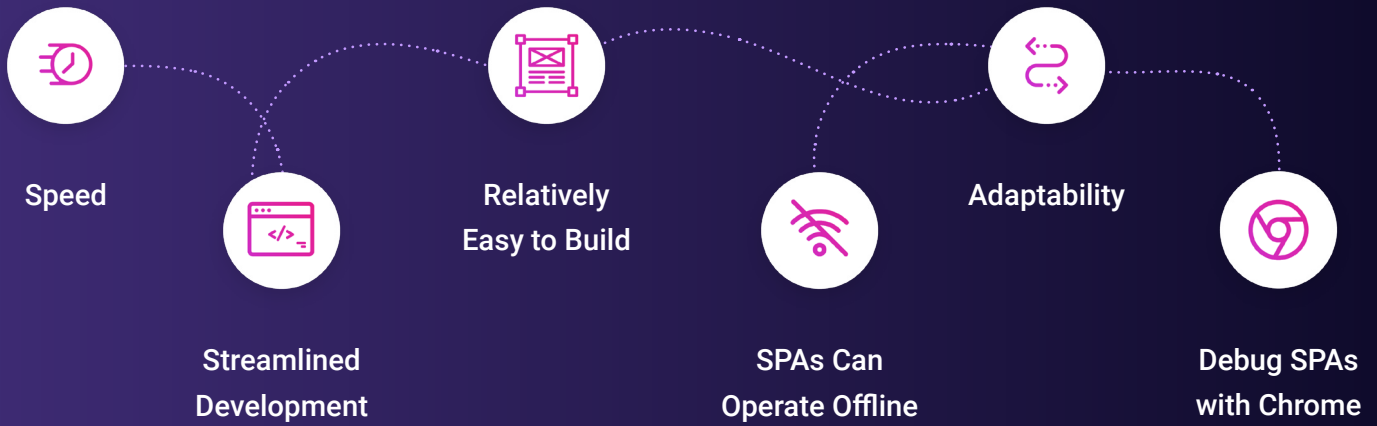 Speed
Streamlined
Development
Relatively
Easy to Build
SPAs Can
Operate Offline
Adaptability
Debug SPAs
with Chrome